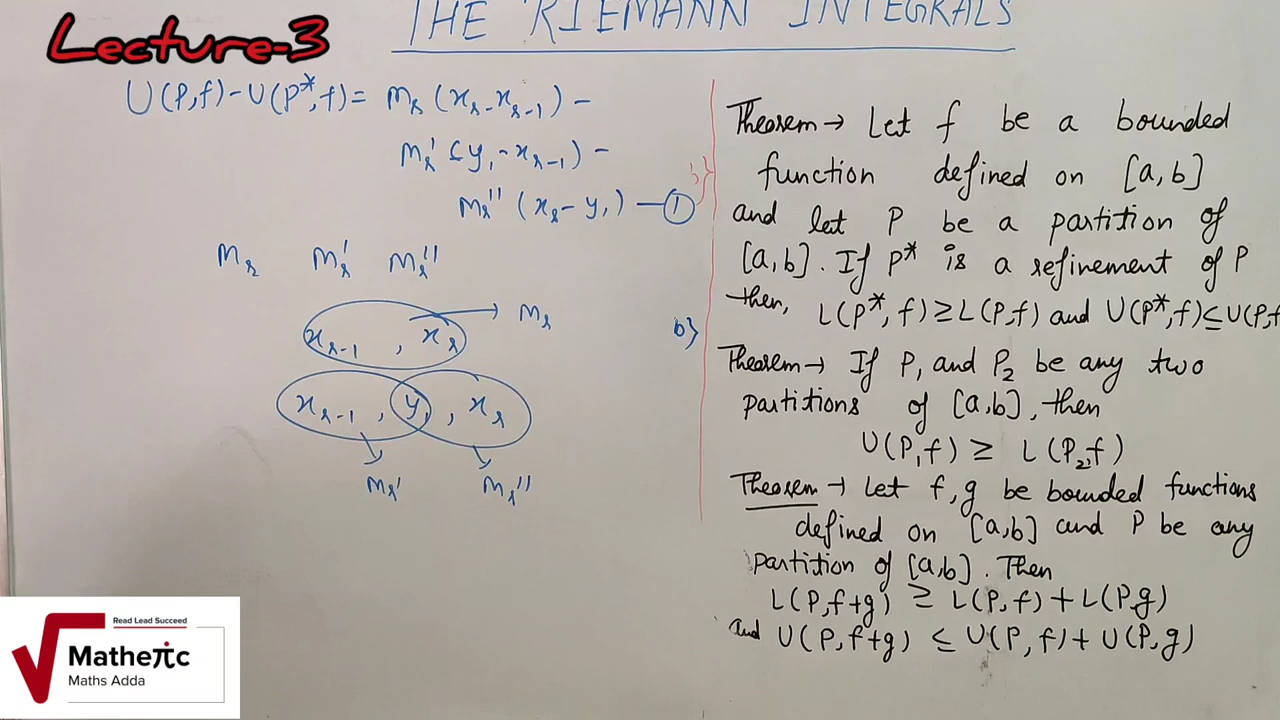 THE RIEMANN INTEGRALS
Lecture-3
U(P,f)-U(P*,f)= Mr (xr-xr-1) -
Mr' (y1-xr-1) -
Mr'' (xr-y1) — 1
Mr Mr' Mr''
xr-1 , xr → Mr
xr-1 , y1 , xr
Mr' Mr''
b}
Theorem → Let f be a bounded
function defined on [a,b]
and let P be a partition of
[a,b]. If P* is a refinement of P
then, L(P*, f) ≥ L(P,f) and U(P*,f) ≤ U(P,f
Theorem → If P1 and P2 be any two
partitions of [a,b], then
U(P1,f) ≥ L(P2,f)
Theorem → Let f,g be bounded functions
defined on [a,b] and P be any
partition of [a,b]. Then
L(P,f+g) ≥ L(P,f) + L(P,g)
and U(P,f+g) ≤ U(P,f) + U(P,g)
Read Lead Succeed
Mathematic
Maths Adda